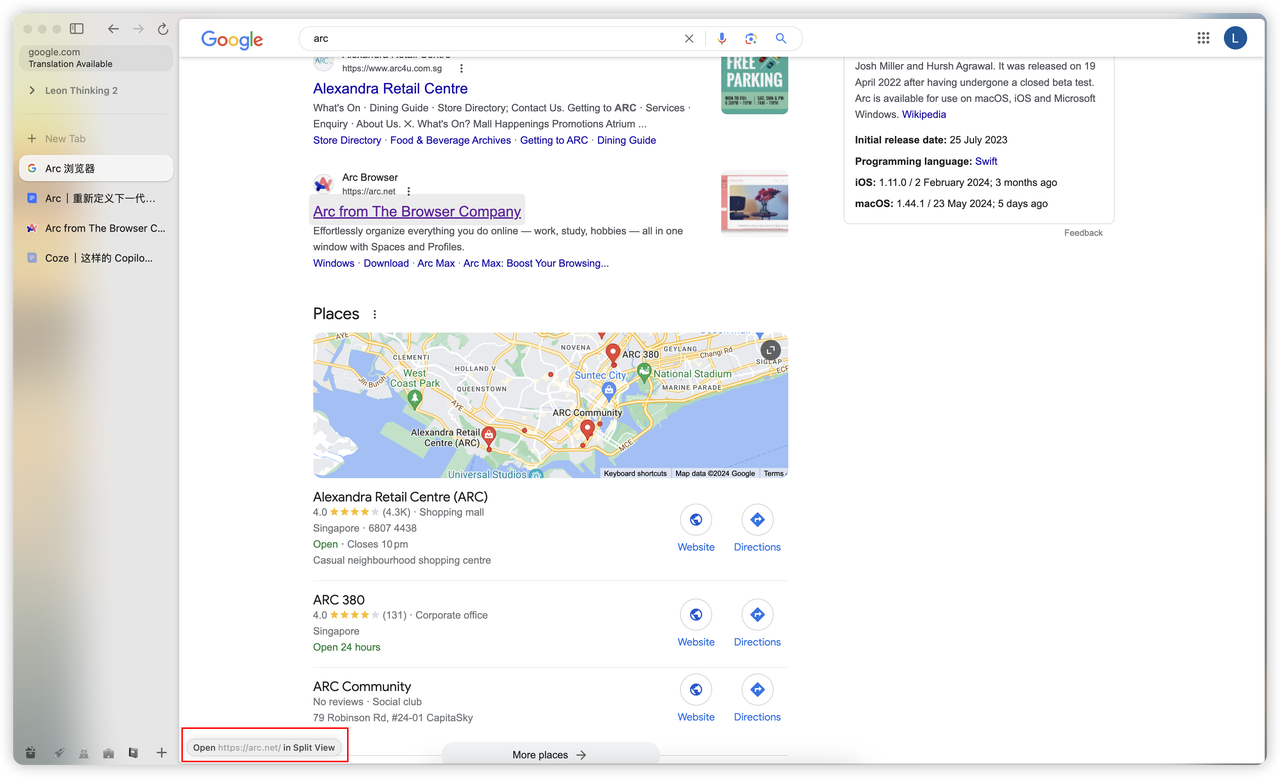 google.com
Translation Available
Leon Thinking 2
New Tab
Arc 浏览器
Arc｜重新定义下一代...
Arc from The Browser C...
Coze｜这样的 Copilo...
Google
arc
L
ARC
https://www.arc4u.com.sg
Alexandra Retail Centre
What's On · Dining Guide · Store Directory; Contact Us. Getting to ARC · Services ·
Enquiry · About Us. X. What's On? Mall Happenings Promotions Atrium ...
Store Directory · Food & Beverage Archives · Getting to ARC · Dining Guide
FREE
PARKING
Arc Browser
https://arc.net
Arc from The Browser Company
Effortlessly organize everything you do online — work, study, hobbies — all in one
window with Spaces and Profiles.
Windows · Download · Arc Max · Arc Max: Boost Your Browsing...
Places
AYE
CLEMENTI
West
Coast Park
HOLLAND V
QUEENSTOWN
AYE
NOVENA
ARC 380
GEYLANG
Changi Rd
SIGLAP
Suntec City
National Stadium
MARINE PARADE
ARC Community
Alexandra Retail
Centre (ARC)
MCE
Universal Studios
Keyboard shortcuts
Map data ©2024 Google
Terms
Alexandra Retail Centre (ARC)
4.0 (4.3K) · Shopping mall
Singapore · 6807 4438
Open · Closes 10 pm
Casual neighbourhood shopping centre
Website
Directions
ARC 380
4.0 (131) · Corporate office
Singapore
Open 24 hours
Website
Directions
ARC Community
No reviews · Social club
79 Robinson Rd, #24-01 CapitaSky
Website
Directions
More places
Open https://arc.net/ in Split View
Josh Miller and Hursh Agrawal. It was released on 19
April 2022 after having undergone a closed beta test.
Arc is available for use on macOS, iOS and Microsoft
Windows. Wikipedia
Initial release date: 25 July 2023
Programming language: Swift
iOS: 1.11.0 / 2 February 2024; 3 months ago
macOS: 1.44.1 / 23 May 2024; 5 days ago
Feedback